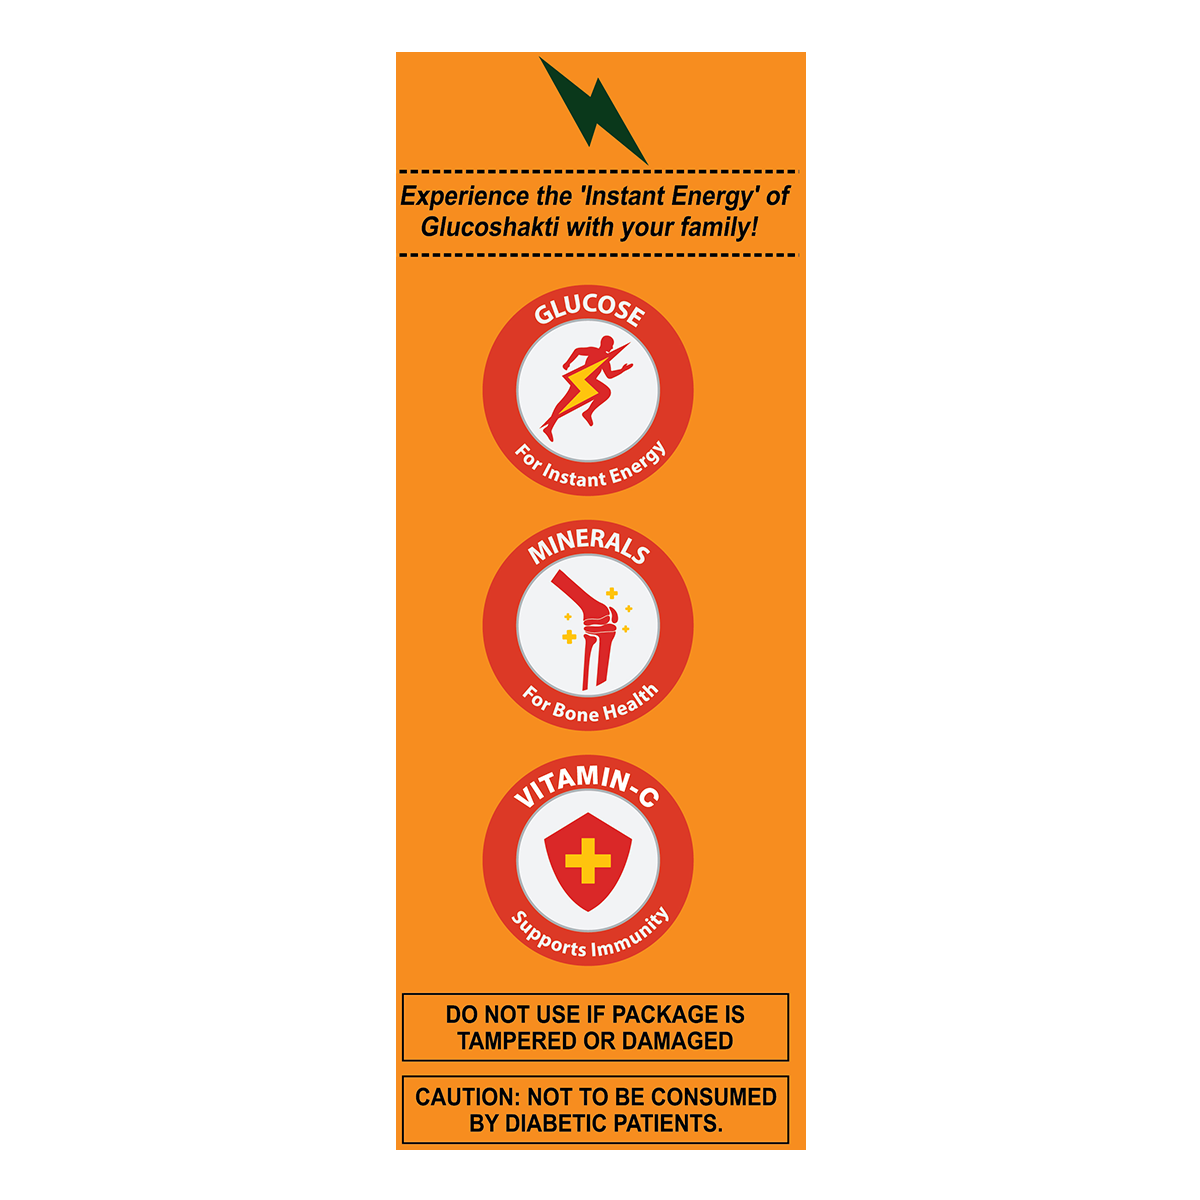 Experience the 'Instant Energy' of
Glucoshakti with your family!
GLUCOSE
For Instant Energy
MINERALS
For Bone Health
VITAMIN-C
Supports Immunity
DO NOT USE IF PACKAGE IS
TAMPERED OR DAMAGED
CAUTION: NOT TO BE CONSUMED
BY DIABETIC PATIENTS.